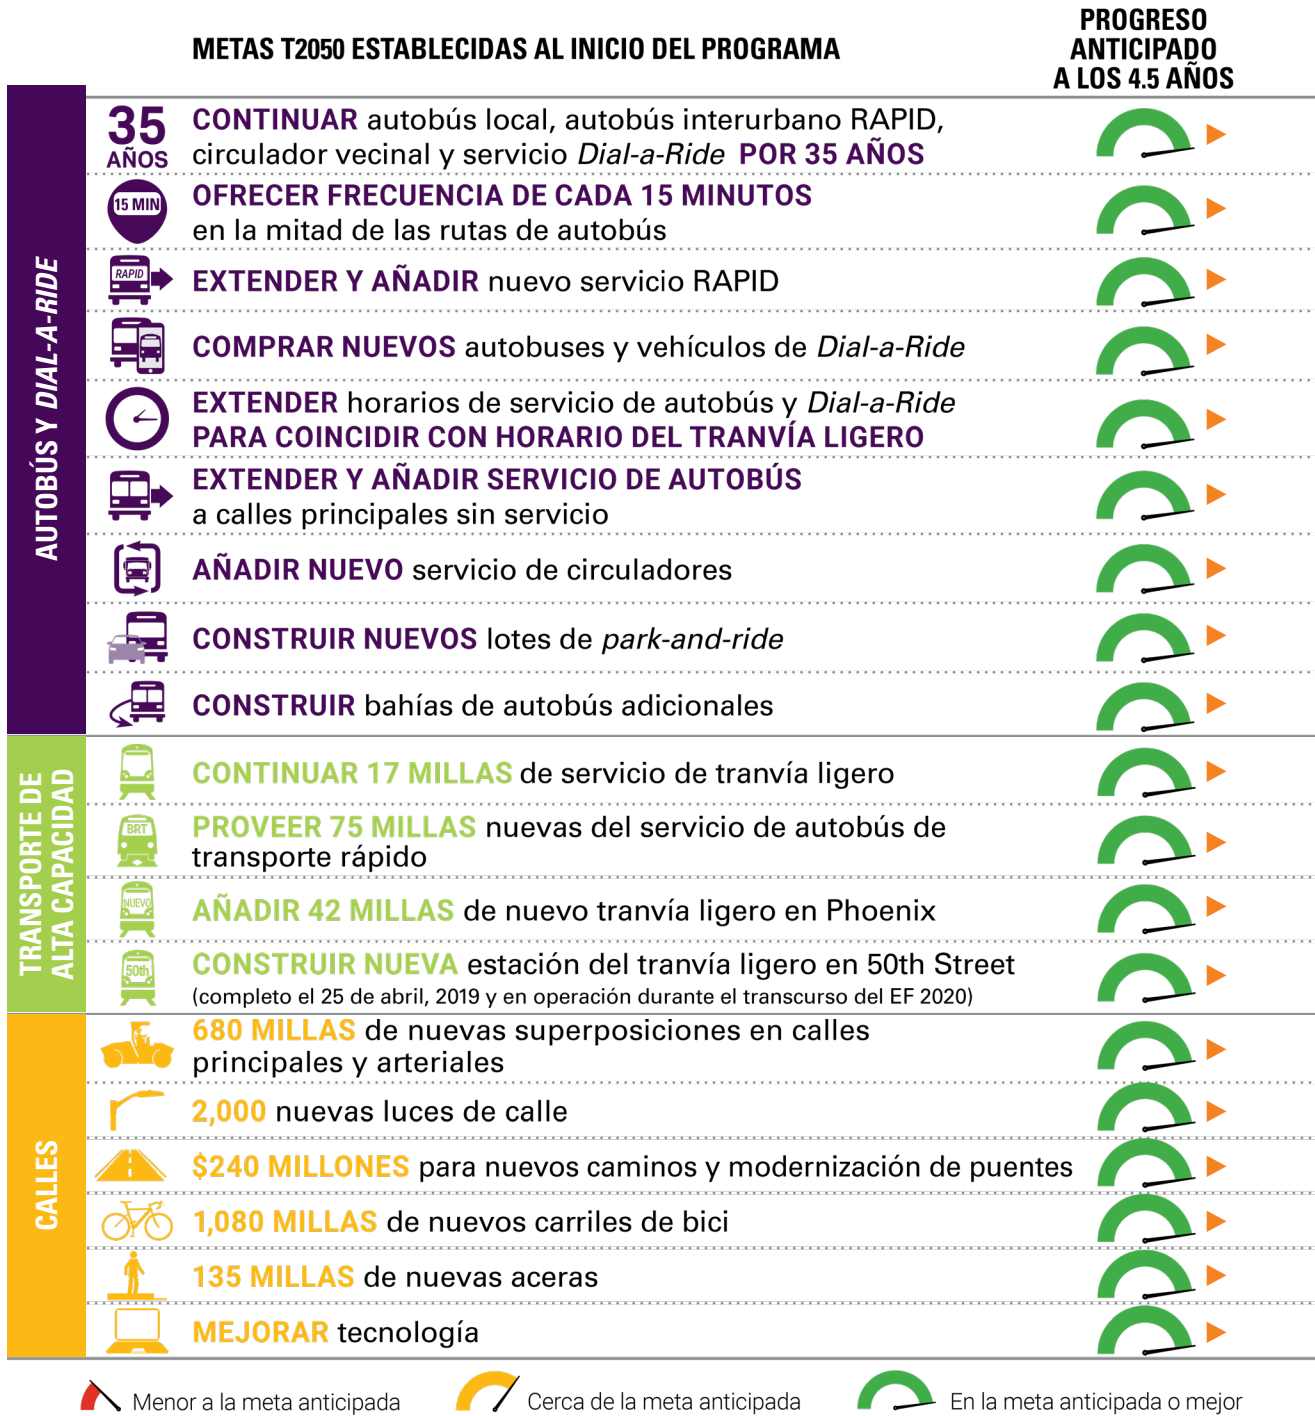 METAS T2050 ESTABLECIDAS AL INICIO DEL PROGRAMA
PROGRESO
ANTICIPADO
A LOS 4.5 AÑOS
AUTOBÚS Y DIAL-A-RIDE
35
AÑOS
CONTINUAR autobús local, autobús interurbano RAPID,
circulador vecinal y servicio Dial-a-Ride POR 35 AÑOS
15 MIN
OFRECER FRECUENCIA DE CADA 15 MINUTOS
en la mitad de las rutas de autobús
RAPID
EXTENDER Y AÑADIR nuevo servicio RAPID
COMPRAR NUEVOS autobuses y vehículos de Dial-a-Ride
EXTENDER horarios de servicio de autobús y Dial-a-Ride
PARA COINCIDIR CON HORARIO DEL TRANVÍA LIGERO
EXTENDER Y AÑADIR SERVICIO DE AUTOBÚS
a calles principales sin servicio
AÑADIR NUEVO servicio de circuladores
CONSTRUIR NUEVOS lotes de park-and-ride
CONSTRUIR bahías de autobús adicionales
TRANSPORTE DE
ALTA CAPACIDAD
CONTINUAR 17 MILLAS de servicio de tranvía ligero
BRT
PROVEER 75 MILLAS nuevas del servicio de autobús de
transporte rápido
NUEVO
AÑADIR 42 MILLAS de nuevo tranvía ligero en Phoenix
50th
CONSTRUIR NUEVA estación del tranvía ligero en 50th Street
(completo el 25 de abril, 2019 y en operación durante el transcurso del EF 2020)
CALLES
680 MILLAS de nuevas superposiciones en calles
principales y arteriales
2,000 nuevas luces de calle
$240 MILLONES para nuevos caminos y modernización de puentes
1,080 MILLAS de nuevos carriles de bici
135 MILLAS de nuevas aceras
MEJORAR tecnología
Menor a la meta anticipada
Cerca de la meta anticipada
En la meta anticipada o mejor